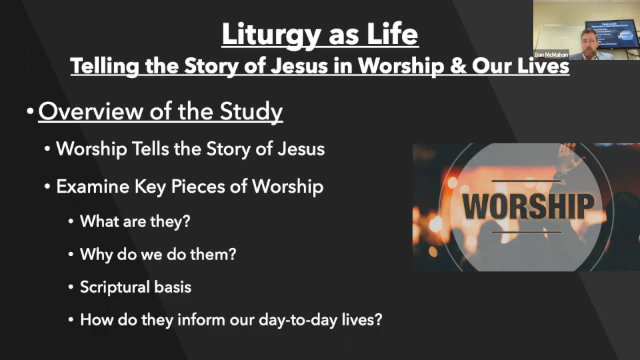 Liturgy as Life
Telling the Story of Jesus in Worship & Our Lives
Dan McMahan
• Overview of the Study
• Worship Tells the Story of Jesus
• Examine Key Pieces of Worship
• What are they?
• Why do we do them?
• Scriptural basis
• How do they inform our day-to-day lives?
WORSHIP